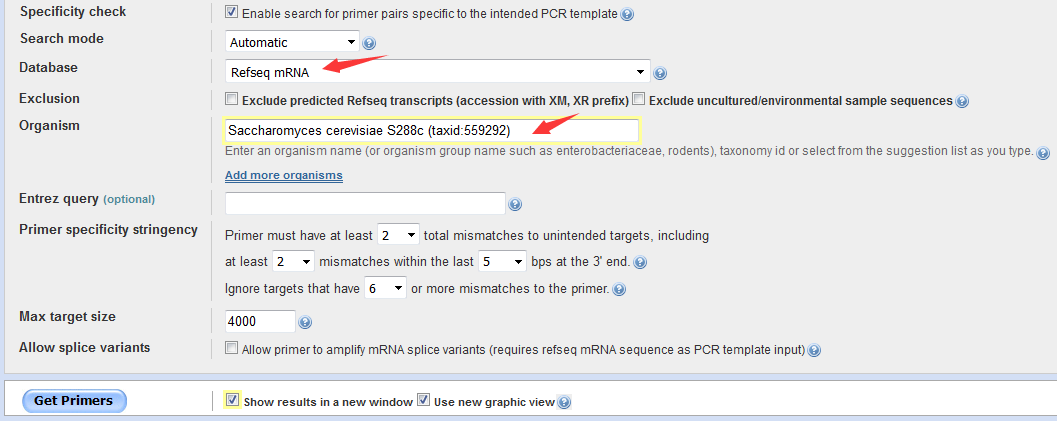 Specificity check Enable search for primer pairs specific to the intended PCR template
Search mode Automatic
Database Refseq mRNA
Exclusion Exclude predicted Refseq transcripts (accession with XM, XR prefix) Exclude uncultured/environmental sample sequences
Organism Saccharomyces cerevisiae S288c (taxid:559292)
Enter an organism name (or organism group name such as enterobacteriaceae, rodents), taxonomy id or select from the suggestion list as you type.
Add more organisms
Entrez query (optional)
Primer specificity stringency Primer must have at least 2 total mismatches to unintended targets, including
at least 2 mismatches within the last 5 bps at the 3' end.
Ignore targets that have 6 or more mismatches to the primer.
Max target size 4000
Allow splice variants Allow primer to amplify mRNA splice variants (requires refseq mRNA sequence as PCR template input)
Get Primers Show results in a new window Use new graphic view